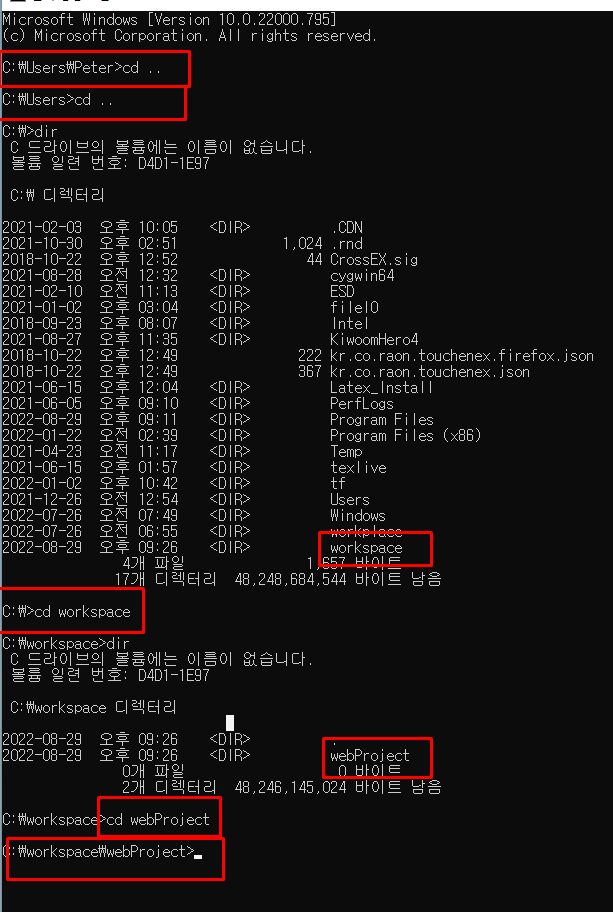 Microsoft Windows [Version 10.0.22000.795]
(c) Microsoft Corporation. All rights reserved.
C:₩Users₩Peter>cd ..
C:₩Users>cd ..
C:₩>dir
C 드라이브의 볼륨에는 이름이 없습니다.
볼륨 일련 번호: D4D1-1E97
C:₩ 디렉터리
2021-02-03 오후 10:05 <DIR> .CDN
2021-10-30 오후 02:51 1,024 .rnd
2018-10-22 오후 12:52 44 CrossEX.sig
2021-08-28 오전 12:32 <DIR> cygwin64
2021-02-10 오전 11:13 <DIR> ESD
2021-01-02 오후 03:04 <DIR> fileIO
2018-09-23 오후 08:07 <DIR> Intel
2021-08-27 오후 11:35 <DIR> KiwoomHero4
2018-10-22 오후 12:49 222 kr.co.raon.touchenex.firefox.json
2018-10-22 오후 12:49 367 kr.co.raon.touchenex.json
2021-06-15 오후 12:04 <DIR> Latex_Install
2021-06-05 오후 09:10 <DIR> PerfLogs
2022-08-29 오후 09:11 <DIR> Program Files
2022-01-22 오전 02:39 <DIR> Program Files (x86)
2021-04-23 오전 11:17 <DIR> Temp
2021-06-15 오후 01:57 <DIR> texlive
2022-01-02 오후 10:42 <DIR> tf
2021-12-26 오전 12:54 <DIR> Users
2022-07-26 오전 07:49 <DIR> Windows
2022-07-26 오전 06:55 <DIR> workplace
2022-08-29 오후 09:26 <DIR> workspace
4개 파일 1,657 바이트
17개 디렉터리 48,248,684,544 바이트 남음
C:₩>cd workspace
C:₩workspace>dir
C 드라이브의 볼륨에는 이름이 없습니다.
볼륨 일련 번호: D4D1-1E97
C:₩workspace 디렉터리
2022-08-29 오후 09:26 <DIR> .
2022-08-29 오후 09:26 <DIR> webProject
0개 파일 0 바이트
2개 디렉터리 48,246,145,024 바이트 남음
C:₩workspace>cd webProject
C:₩workspace₩webProject>